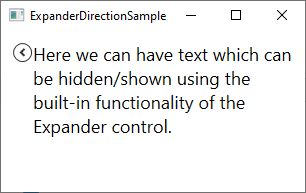 ExpanderDirectionSample
Here we can have text which can
be hidden/shown using the
built-in functionality of the
Expander control.